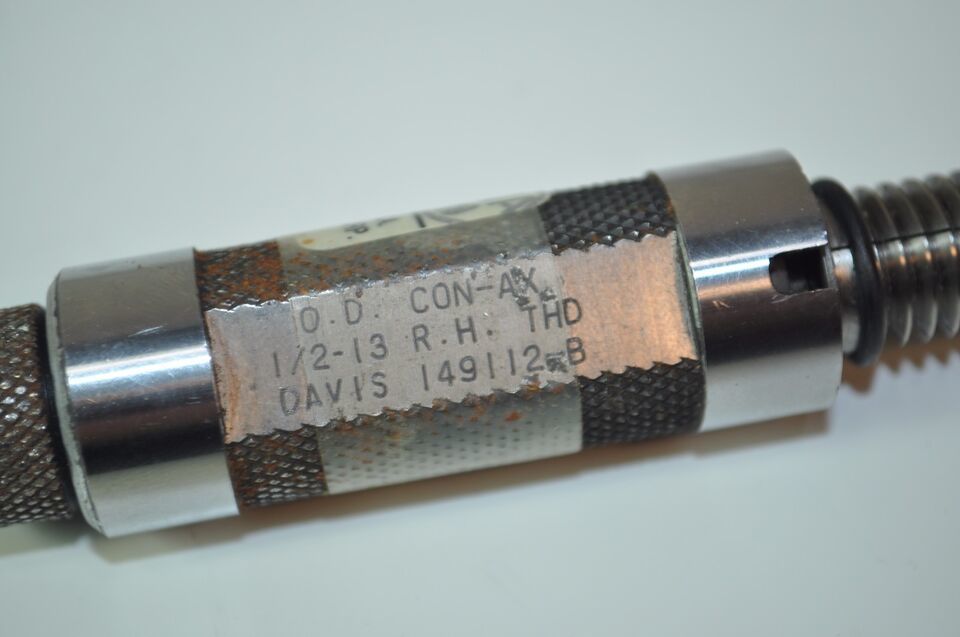 O.D. CON-AX.
1/2-13 R.H. THD
DAVIS 149112-B